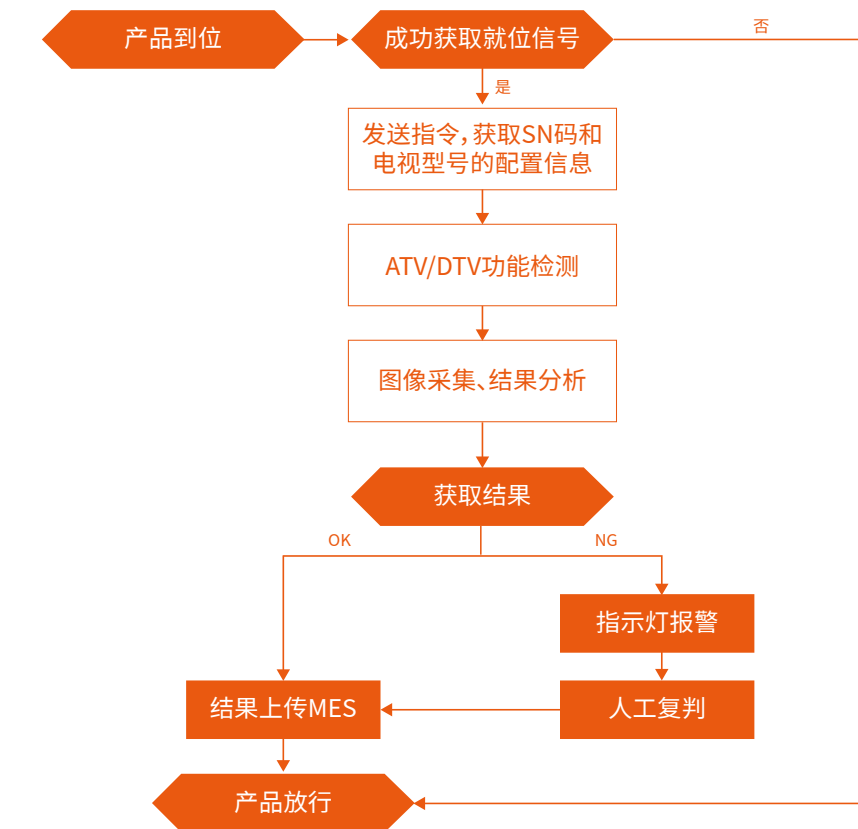 产品到位
成功获取就位信号
否
是
发送指令，获取SN码和
电视型号的配置信息
ATV/DTV功能检测
图像采集、结果分析
获取结果
OK
NG
指示灯报警
结果上传MES
人工复判
产品放行